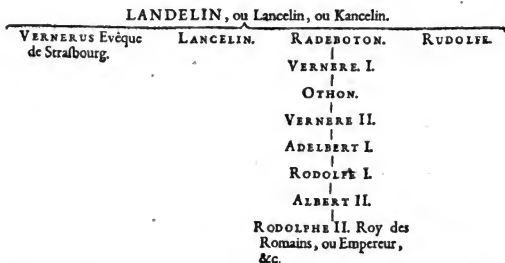 LANDELIN, ou Lancelin, ou Kancelin.
VERNERUS Evêque de Straſbourg.
LANCELIN.
RADEBOTON.
RUDOLFE.
VERNERE. I.
OTHON.
VERNERE II.
ADELBERT I.
RODOLFE I.
ALBERT II.
RODOLPHE II. Roy des
Romains, ou Empereur,
&c.